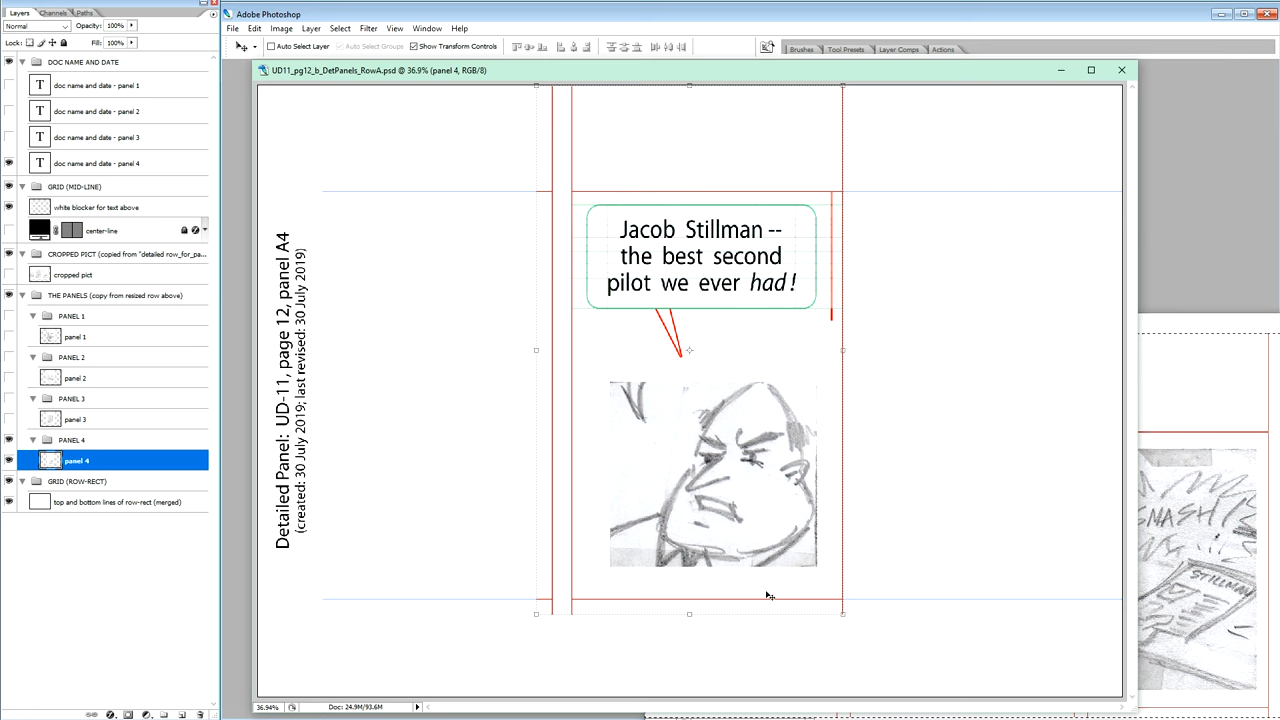 Layers Channels Paths
Normal Opacity: 100%
Lock: Fill: 100%
DOC NAME AND DATE
T doc name and date - panel 1
T doc name and date - panel 2
T doc name and date - panel 3
T doc name and date - panel 4
GRID (MID-LINE)
white blocker for text above
center-line
CROPPED PICT (copied from "detailed row_for_pa...
cropped pict
THE PANELS (copy from resized row above)
PANEL 1
panel 1
PANEL 2
panel 2
PANEL 3
panel 3
PANEL 4
panel 4
GRID (ROW-RECT)
top and bottom lines of row-rect (merged)
Adobe Photoshop
File Edit Image Layer Select Filter View Window Help
Auto Select Layer Auto Select Groups Show Transform Controls
Brushes Tool Presets Layer Comps Actions
UD11_pg12_b_DetPanels_RowA.psd @ 36.9% (panel 4, RGB/8)
Detailed Panel: UD-11, page 12, panel A4
(created: 30 July 2019; last revised: 30 July 2019)
Jacob Stillman --
the best second
pilot we ever had!
STILLMAN
36.94% Doc: 24.9M/93.6M